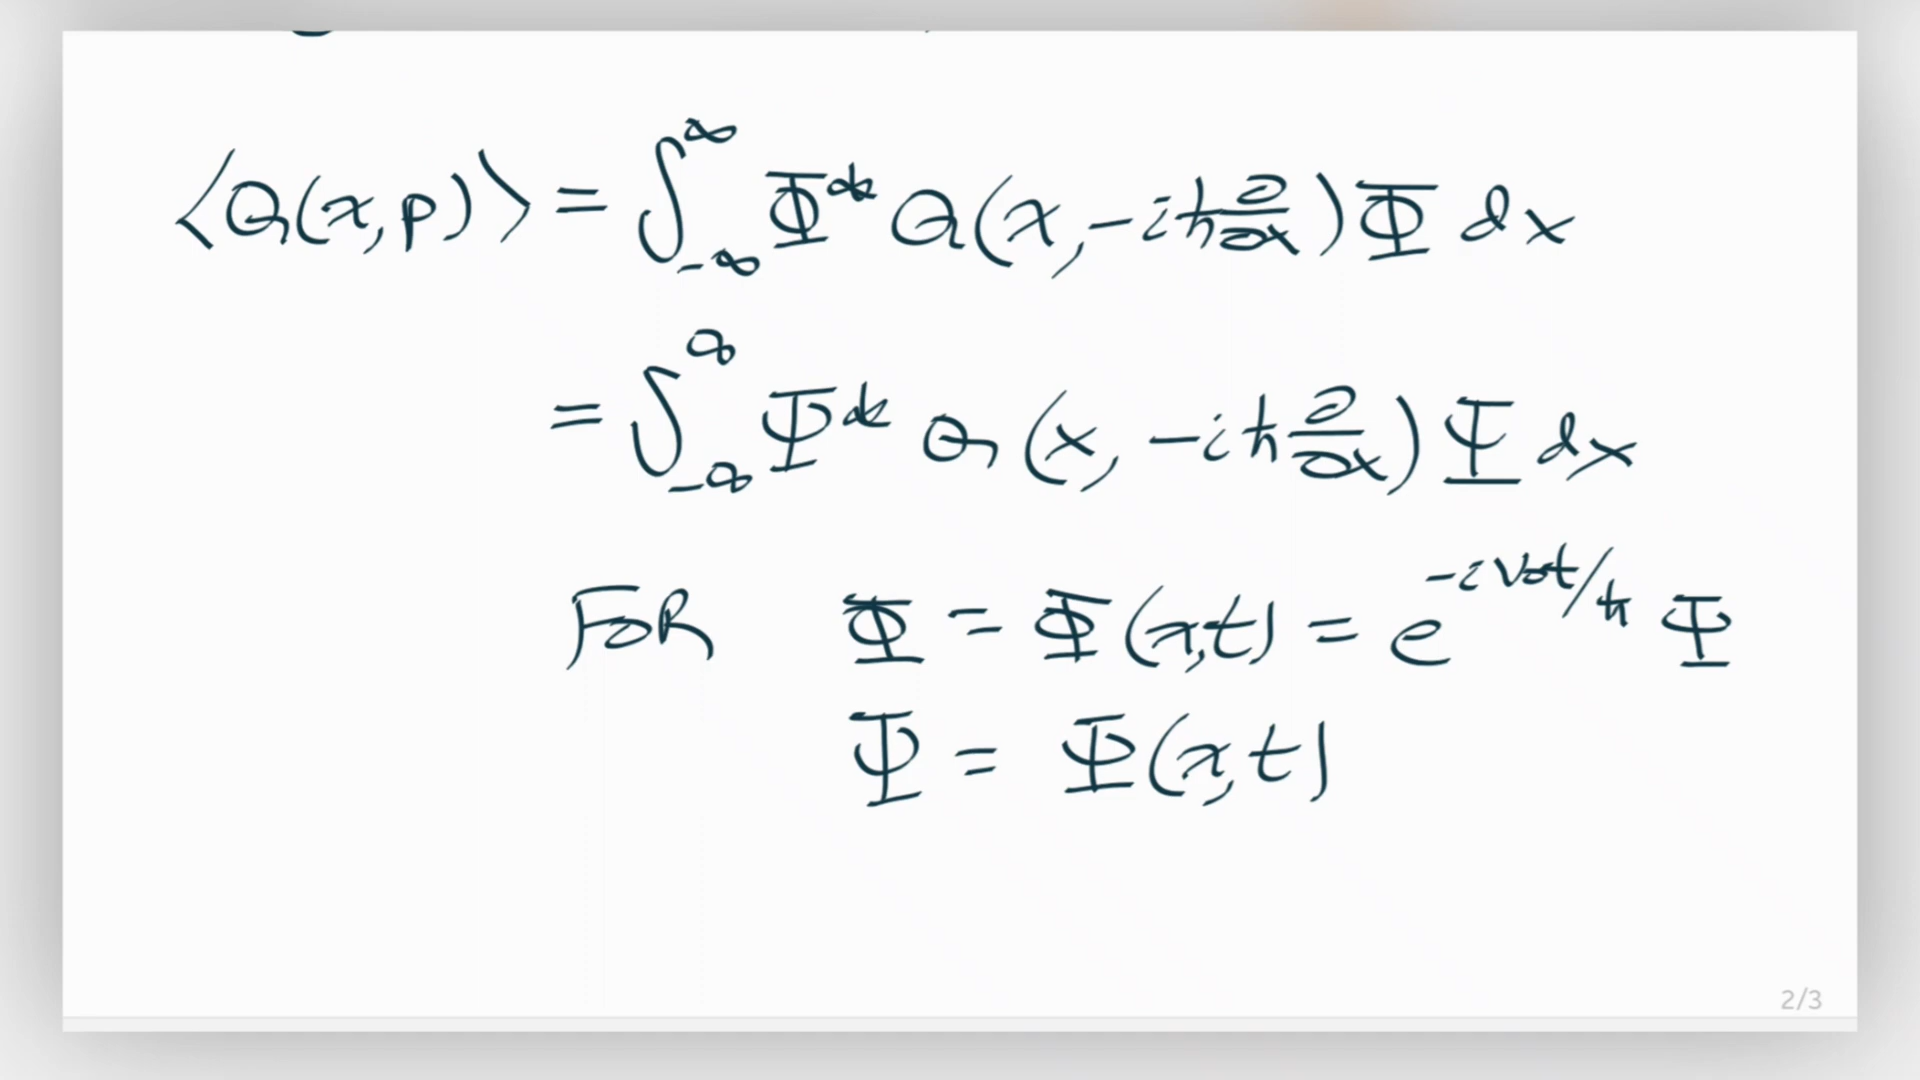 ⟨Q(x,p)⟩ = ∫_{-∞}^{∞} Φ* Q(x, -iħ ∂/∂x) Φ dx
= ∫_{-∞}^{∞} Ψ* Q(x, -iħ ∂/∂x) Ψ dx
FOR Φ = Φ(x,t) = e^{-iV₀t/ħ} Ψ
Ψ = Ψ(x,t)
2/3